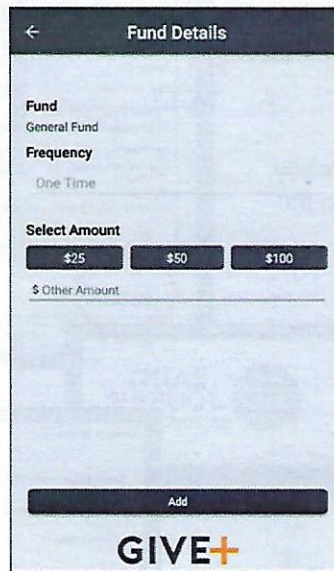 ← Fund Details
Fund
General Fund
Frequency
One Time
Select Amount
$25 $50 $100
$ Other Amount
Add
GIVE+